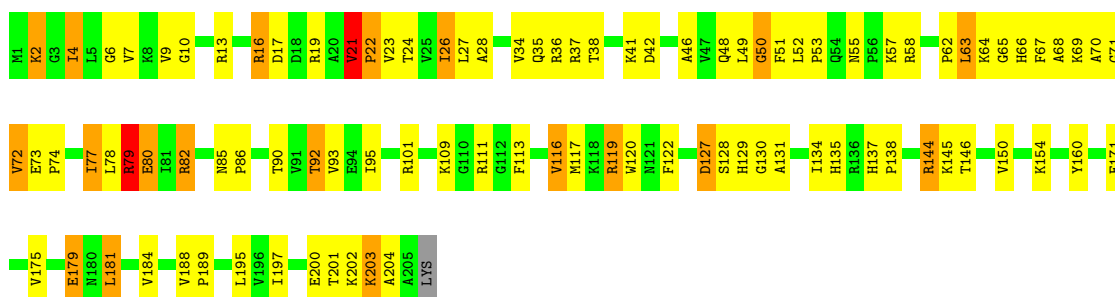 M1 K2 G3 I4 L5 G6 V7 K8 V9 G10 R13 R16 D17 D18 R19 A20 V21 P22 V23 T24 V25 I26 L27 A28 V34 Q35 R36 R37 T38 K41 D42 A46 V47 Q48 L49 G50 F51 L52 P53 Q54 N55 P56 K57 R58 P62 L63 K64 G65 H66 F67 A68 K69 A70 G71
V72 E73 P74 I77 L78 R79 E80 I81 R82 N85 P86 T90 V91 T92 V93 E94 I95 R101 K109 G110 R111 G112 F113 V116 M117 K118 R119 W120 N121 F122 D127 S128 H129 G130 A131 I134 H135 R136 H137 P138 R144 K145 T146 V150 K154 Y160
V175 E179 N180 L181 V184 V188 P189 L195 V196 I197 E200 T201 K202 K203 A204 A205 LYS